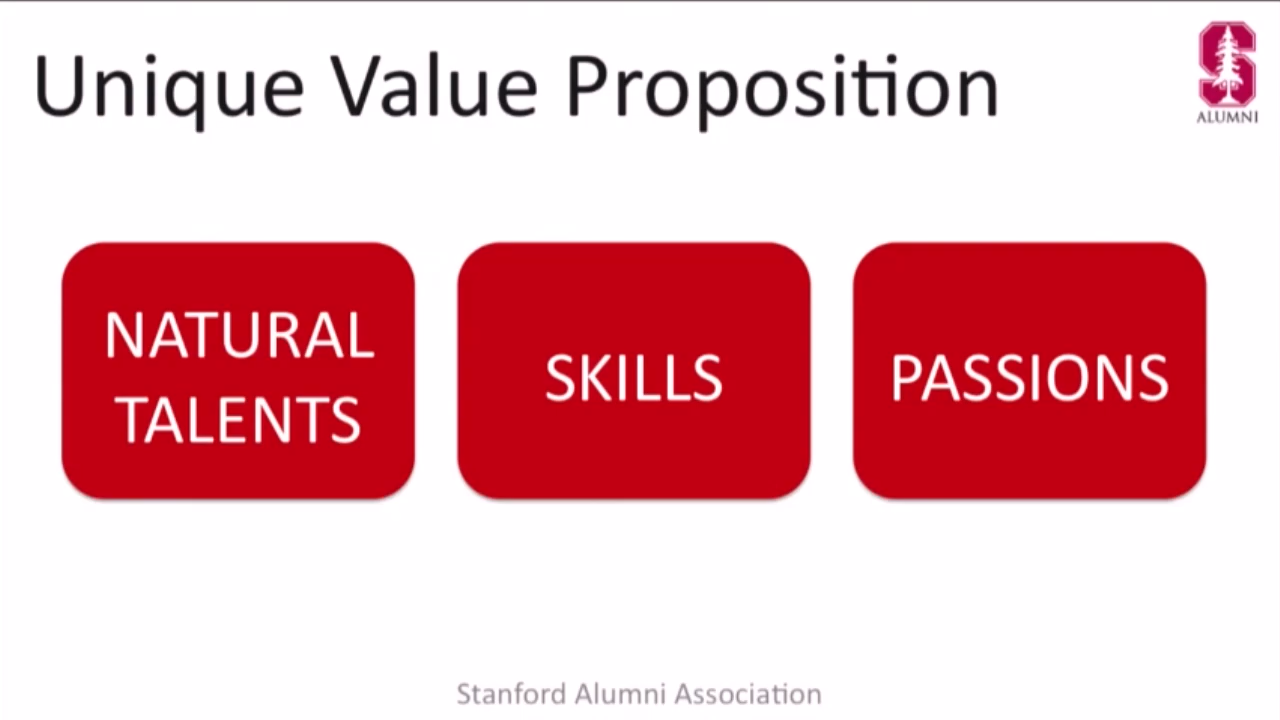 Unique Value Proposition
S
ALUMNI
NATURAL
TALENTS
SKILLS
PASSIONS
Stanford Alumni Association